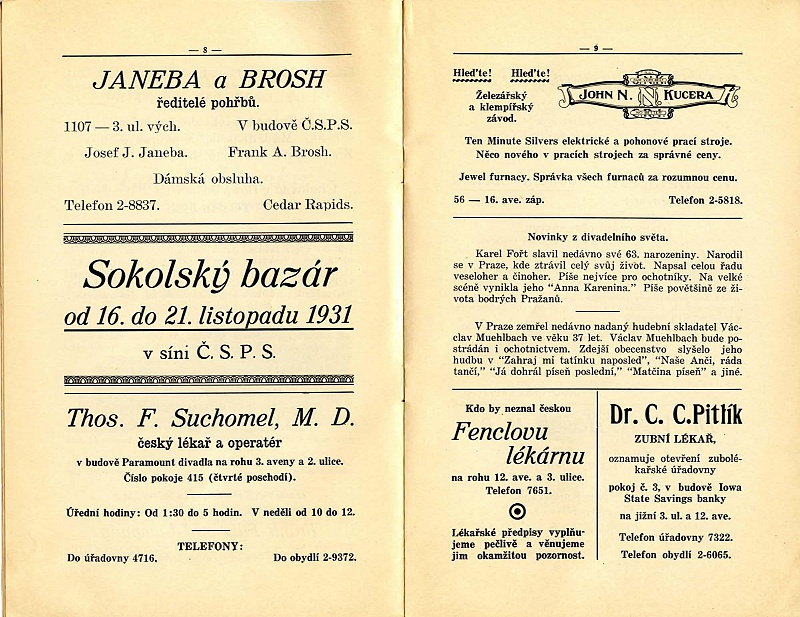 — 8 —
JANEBA a BROSH
ředitelé pohřbů.
1107 — 3. ul. vých. V budově Č.S.P.S.
Josef J. Janeba. Frank A. Brosh.
Dámská obsluha.
Telefon 2-8837. Cedar Rapids.
Sokolský bazár
od 16. do 21. listopadu 1931
v síni Č. S. P. S.
Thos. F. Suchomel, M. D.
český lékař a operatér
v budově Paramount divadla na rohu 3. aveny a 2. ulice.
Číslo pokoje 415 (čtvrté poschodí).
Úřední hodiny: Od 1:30 do 5 hodin. V neděli od 10 do 12.
TELEFONY:
Do úřadovny 4716. Do obydlí 2-9372.
— 9 —
Hleďte! Hleďte!
Železářský
a klempířský
závod.
JOHN N. N KUCERA
Ten Minute Silvers elektrické a pohonové prací stroje.
Něco nového v pracích strojech za správné ceny.
Jewel furnacy. Správka všech furnaců za rozumnou cenu.
56 — 16. ave. záp. Telefon 2-5818.
Novinky z divadelního světa.
Karel Fořt slavil nedávno své 63. narozeniny. Narodil
se v Praze, kde ztrávil celý svůj život. Napsal celou řadu
veseloher a činoher. Píše nejvíce pro ochotníky. Na velké
scéně vynikla jeho "Anna Karenina." Píše povětšině ze ži-
vota bodrých Pražanů.
V Praze zemřel nedávno nadaný hudební skladatel Vác-
clav Muehlbach ve věku 37 let. Václav Muehlbach bude po-
strádán i ochotnictvem. Zdejší obecenstvo slyšelo jeho
hudbu v "Zahraj mi tatínku naposled", "Naše Anči, ráda
tančí," "Já dohrál píseň poslední," "Matčina píseň" a jiné.
Kdo by neznal českou
Fenclovu
lékárnu
na rohu 12. ave. a 3. ulice.
Telefon 7651.
Lékařské předpisy vyplňu-
jeme pečlivě a věnujeme
jim okamžitou pozornost.
Dr. C. C. Pitlík
ZUBNÍ LÉKAŘ,
oznamuje otevření zubolé-
kařské úřadovny
pokoj č. 3, v budově Iowa
State Savings banky
na jižní 3. ul a 12. ave.
Telefon úřadovny 7322.
Telefon obydlí 2-6065.